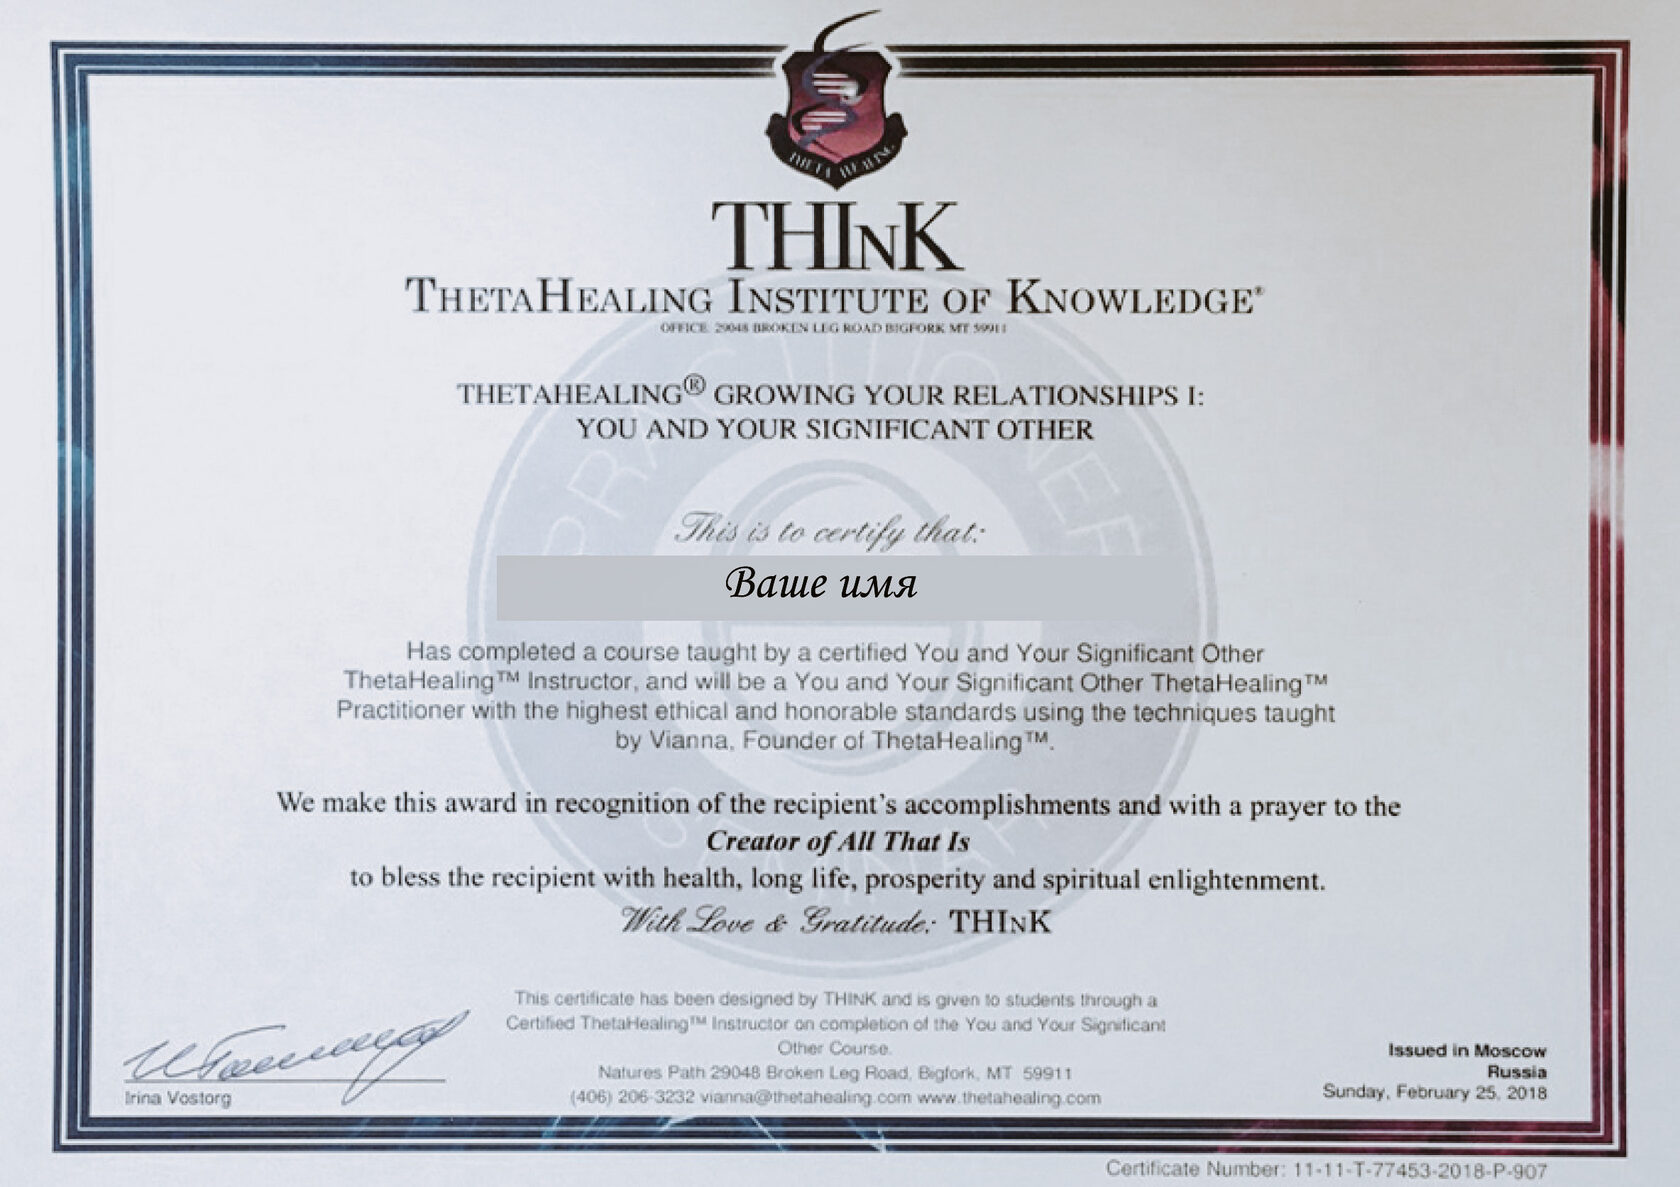 THETA HEALING
THInK
THETAHEALING INSTITUTE OF KNOWLEDGE®
OFFICE: 29048 BROKEN LEG ROAD BIGFORK MT 59911
THETAHEALING® GROWING YOUR RELATIONSHIPS I:
YOU AND YOUR SIGNIFICANT OTHER
This is to certify that:
Ваше имя
Has completed a course taught by a certified You and Your Significant Other
ThetaHealing™ Instructor, and will be a You and Your Significant Other ThetaHealing™
Practitioner with the highest ethical and honorable standards using the techniques taught
by Vianna, Founder of ThetaHealing™.
We make this award in recognition of the recipient's accomplishments and with a prayer to the
Creator of All That Is
to bless the recipient with health, long life, prosperity and spiritual enlightenment.
With Love & Gratitude: THInK
This certificate has been designed by THINK and is given to students through a
Certified ThetaHealing™ Instructor on completion of the You and Your Significant
Other Course.
Natures Path 29048 Broken Leg Road, Bigfork, MT 59911
(406) 206-3232 vianna@thetahealing.com www.thetahealing.com
Irina Vostorg
Issued in Moscow
Russia
Sunday, February 25, 2018
Certificate Number: 11-11-T-77453-2018-P-907
PRACTITIONER